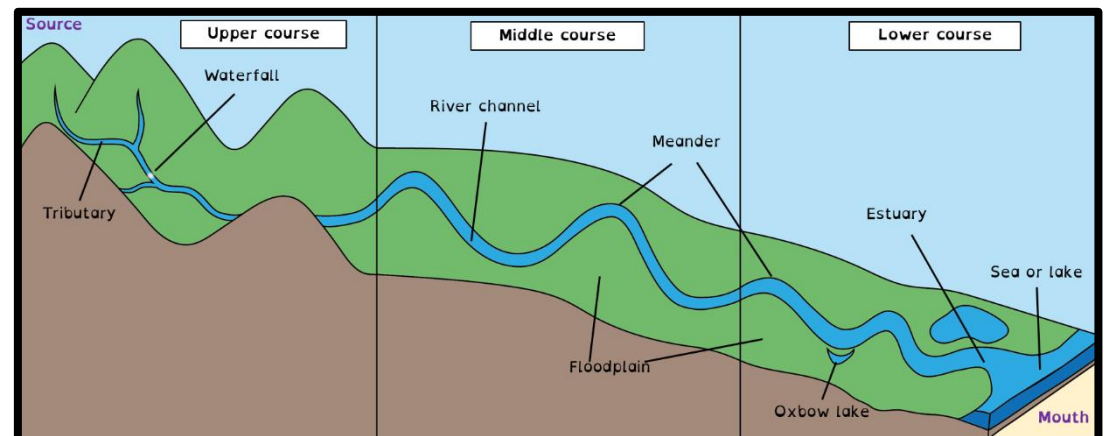 Source
Upper course
Middle course
Lower course
Waterfall
River channel
Meander
Tributary
Estuary
Sea or lake
Floodplain
Oxbow lake
Mouth